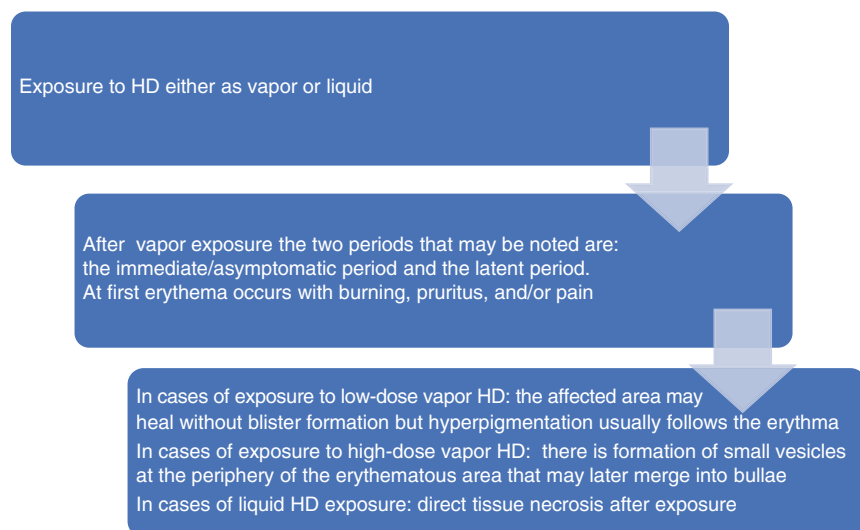 Exposure to HD either as vapor or liquid
After vapor exposure the two periods that may be noted are:
the immediate/asymptomatic period and the latent period.
At first erythema occurs with burning, pruritus, and/or pain
In cases of exposure to low-dose vapor HD: the affected area may
heal without blister formation but hyperpigmentation usually follows the erythma
In cases of exposure to high-dose vapor HD: there is formation of small vesicles
at the periphery of the erythematous area that may later merge into bullae
In cases of liquid HD exposure: direct tissue necrosis after exposure